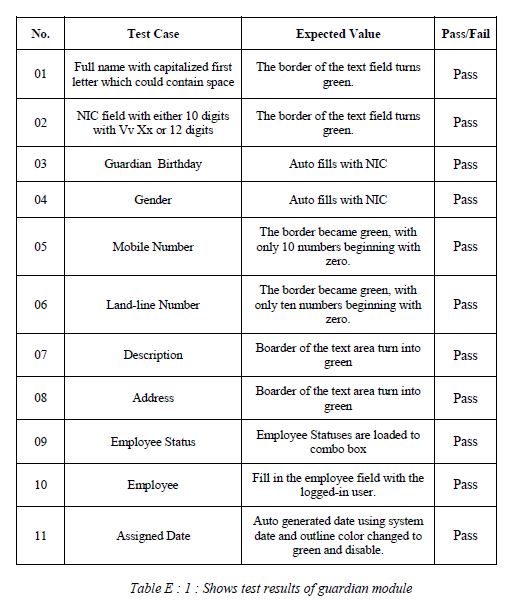 No. Test Case Expected Value Pass/Fail
01 Full name with capitalized first letter which could contain space The border of the text field turns green. Pass
02 NIC field with either 10 digits with Vv Xx or 12 digits The border of the text field turns green. Pass
03 Guardian Birthday Auto fills with NIC Pass
04 Gender Auto fills with NIC Pass
05 Mobile Number The border became green, with only 10 numbers beginning with zero. Pass
06 Land-line Number The border became green, with only ten numbers beginning with zero. Pass
07 Description Boarder of the text area turn into green Pass
08 Address Boarder of the text area turn into green Pass
09 Employee Status Employee Statuses are loaded to combo box Pass
10 Employee Fill in the employee field with the logged-in user. Pass
11 Assigned Date Auto generated date using system date and outline color changed to green and disable. Pass
Table E : 1 : Shows test results of guardian module